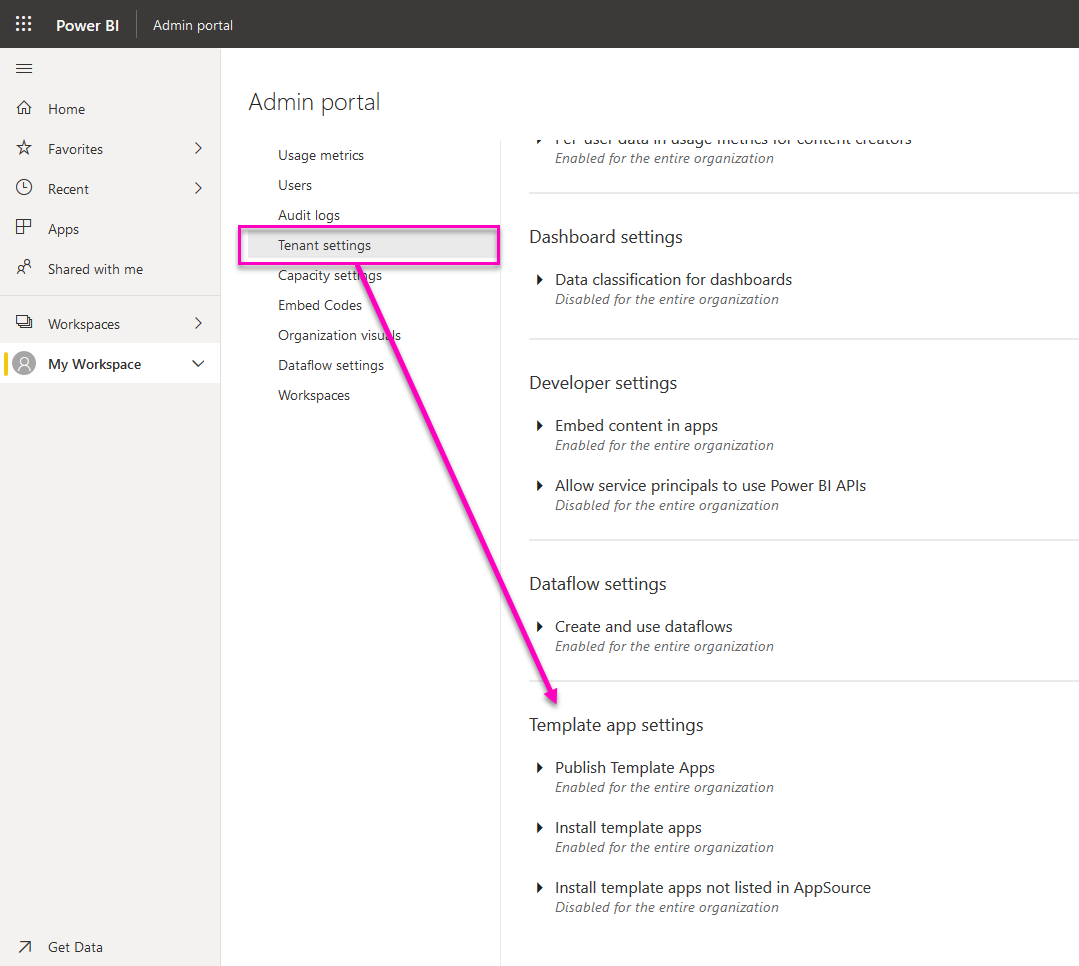 Power BI
Admin portal
Home
Favorites
Recent
Apps
Shared with me
Workspaces
My Workspace
Get Data
Admin portal
Usage metrics
Users
Audit logs
Tenant settings
Capacity settings
Embed Codes
Organization visuals
Dataflow settings
Workspaces
Per-user data in usage metrics for content creators
Enabled for the entire organization
Dashboard settings
Data classification for dashboards
Disabled for the entire organization
Developer settings
Embed content in apps
Enabled for the entire organization
Allow service principals to use Power BI APIs
Disabled for the entire organization
Dataflow settings
Create and use dataflows
Enabled for the entire organization
Template app settings
Publish Template Apps
Enabled for the entire organization
Install template apps
Enabled for the entire organization
Install template apps not listed in AppSource
Disabled for the entire organization